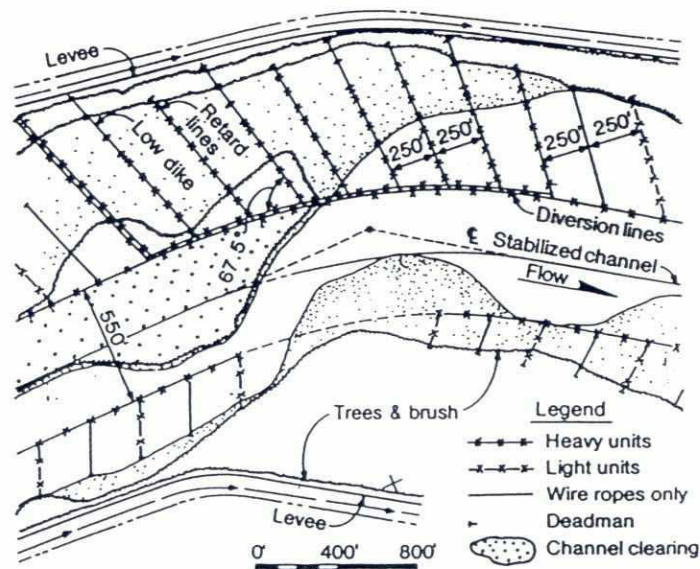 Levee
Retard
lines
Low dike
250'
250'
250'
250'
Diversion lines
67.5
℄ Stabilized channel
Flow
550'
Trees & brush
Levee
Legend
Heavy units
Light units
Wire ropes only
Deadman
Channel clearing
0' 400' 800'